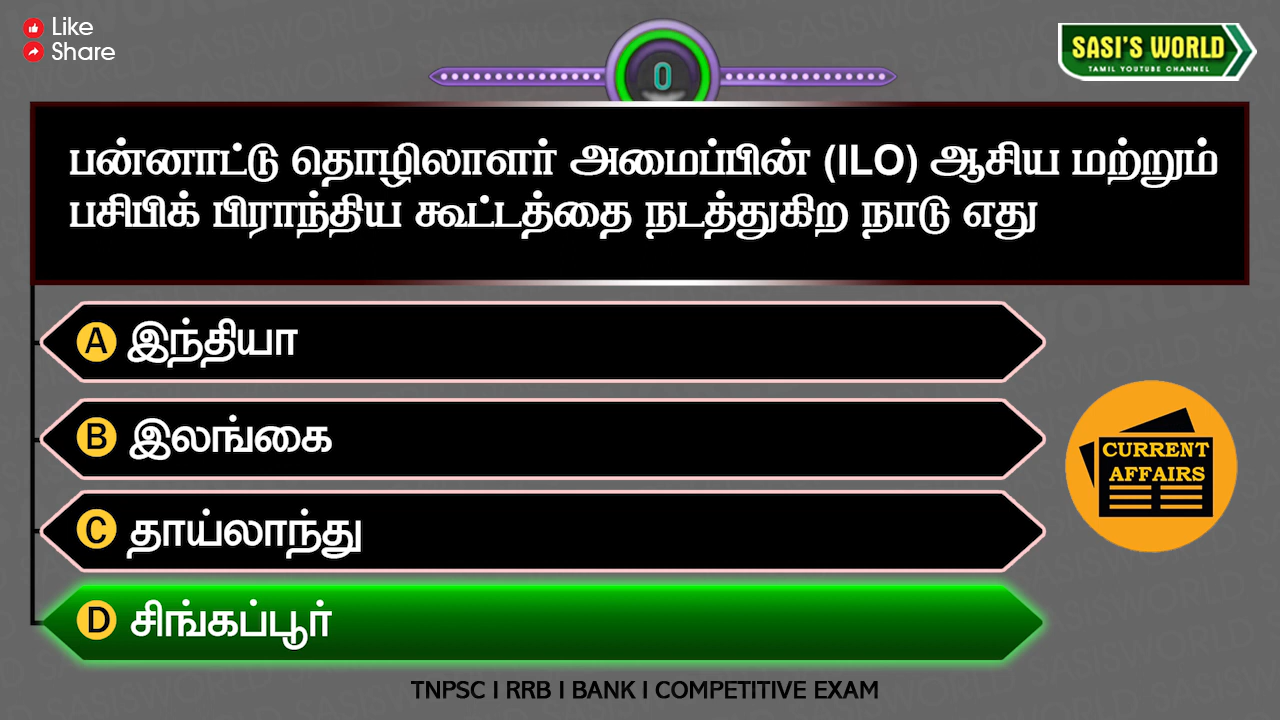 Like
Share
0
SASI'S WORLD
TAMIL YOUTUBE CHANNEL
பன்னாட்டு தொழிலாளர் அமைப்பின் (ILO) ஆசிய மற்றும்
பசிபிக் பிராந்திய கூட்டத்தை நடத்துகிற நாடு எது
A இந்தியா
B இலங்கை
C தாய்லாந்து
D சிங்கப்பூர்
CURRENT
AFFAIRS
TNPSC I RRB I BANK I COMPETITIVE EXAM